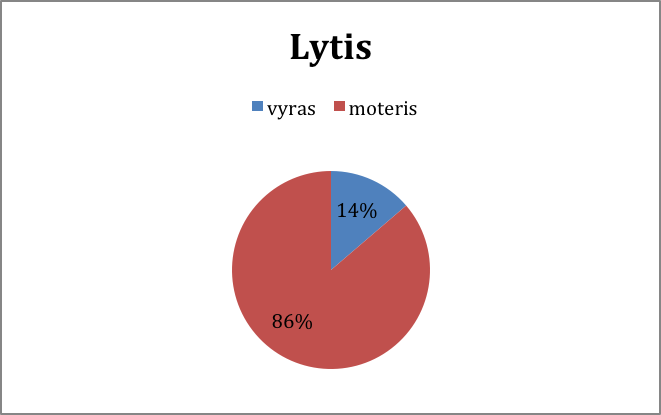 Lytis
vyras moteris
14%
86%